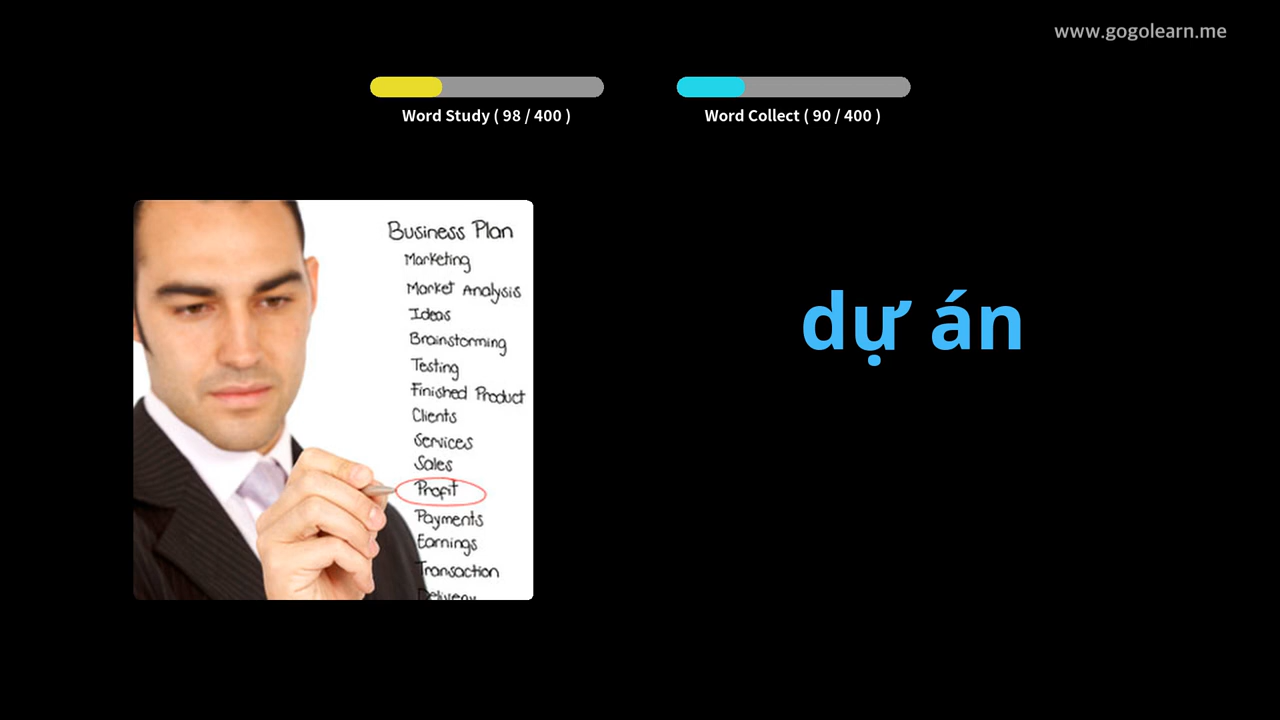 www.gogolearn.me
Word Study ( 98 / 400 )
Word Collect ( 90 / 400 )
Business Plan
Marketing
Market Analysis
Ideas
Brainstorming
Testing
Finished Product
Clients
Services
Sales
Profit
Payments
Earnings
Transaction
Delivery
dự án